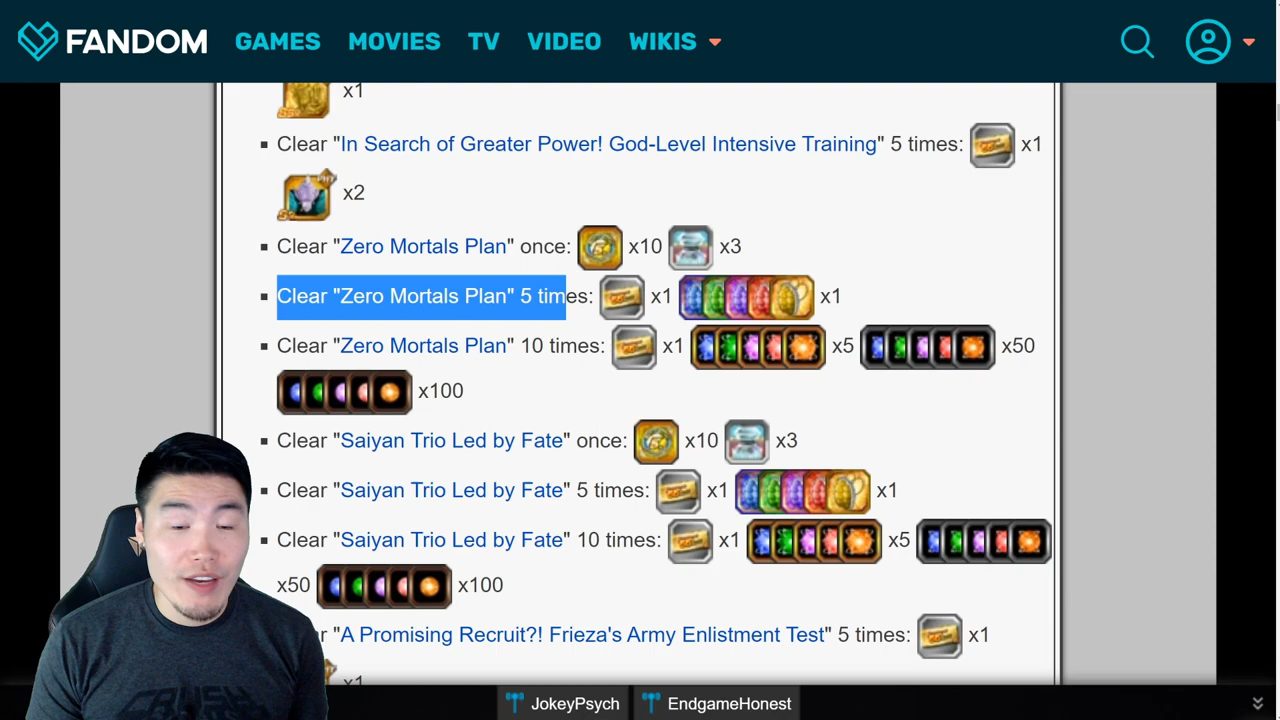 FANDOM GAMES MOVIES TV VIDEO WIKIS
x1
Clear "In Search of Greater Power! God-Level Intensive Training" 5 times: x1
x2
Clear "Zero Mortals Plan" once: x10 x3
Clear "Zero Mortals Plan" 5 times: x1 x1
Clear "Zero Mortals Plan" 10 times: x1 x5 x50
x100
Clear "Saiyan Trio Led by Fate" once: x10 x3
Clear "Saiyan Trio Led by Fate" 5 times: x1 x1
Clear "Saiyan Trio Led by Fate" 10 times: x1 x5
x50 x100
"A Promising Recruit?! Frieza's Army Enlistment Test" 5 times: x1
x1
JokeyPsych EndgameHonest